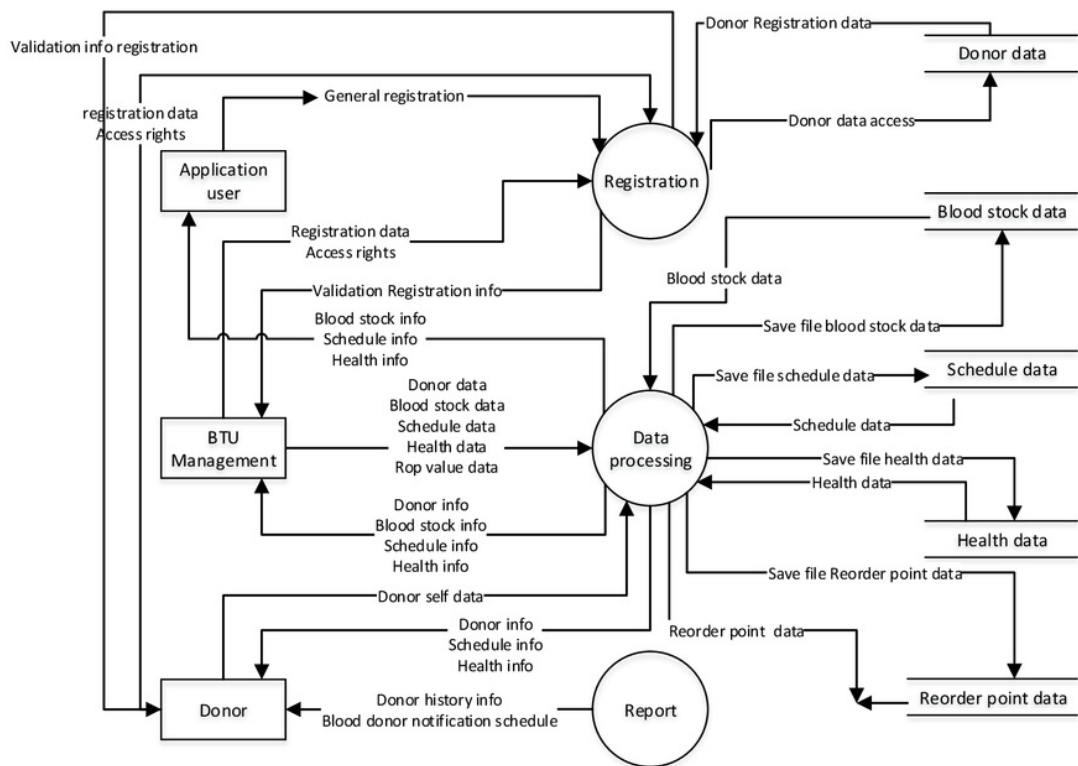 Donor Registration data
Validation info registration
Donor data
General registration
registration data
Access rights
Donor data access
Application
user
Registration
Blood stock data
Registration data
Access rights
Blood stock data
Validation Registration info
Blood stock info
Schedule info
Health info
Save file blood stock data
Schedule data
Save file schedule data
Donor data
Blood stock data
Schedule data
Health data
Rop value data
Schedule data
BTU
Management
Data
processing
Save file health data
Health data
Donor info
Blood stock info
Schedule info
Health info
Health data
Save file Reorder point data
Donor self data
Donor info
Schedule info
Health info
Reorder point data
Donor
Donor history info
Blood donor notification schedule
Report
Reorder point data